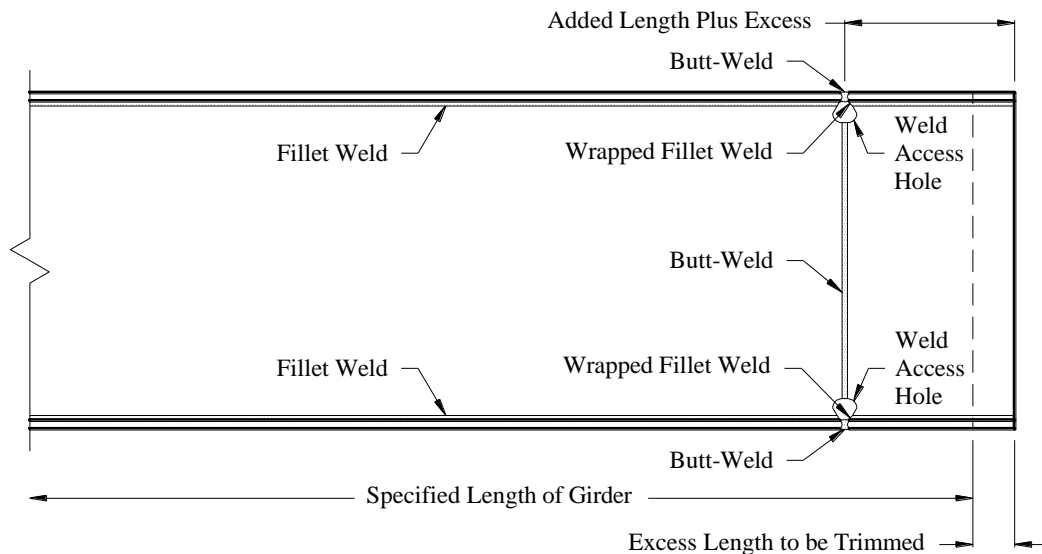 Added Length Plus Excess
Butt-Weld
Fillet Weld
Wrapped Fillet Weld
Weld
Access
Hole
Butt-Weld
Fillet Weld
Wrapped Fillet Weld
Weld
Access
Hole
Butt-Weld
Specified Length of Girder
Excess Length to be Trimmed